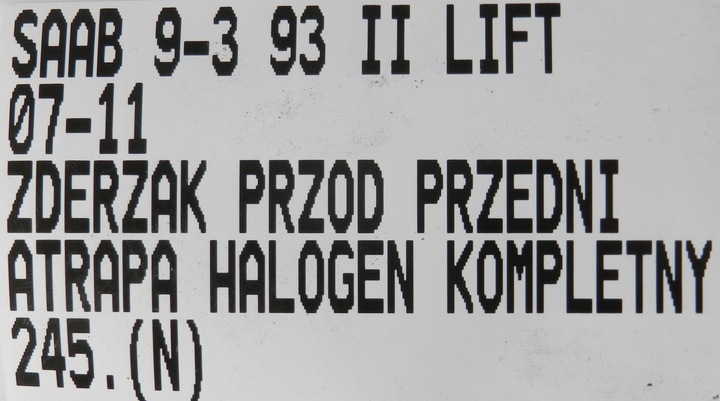 SAAB 9-3 93 II LIFT
07-11
ZDERZAK PRZOD PRZEDNI
ATRAPA HALOGEN KOMPLETNY
245.(N)